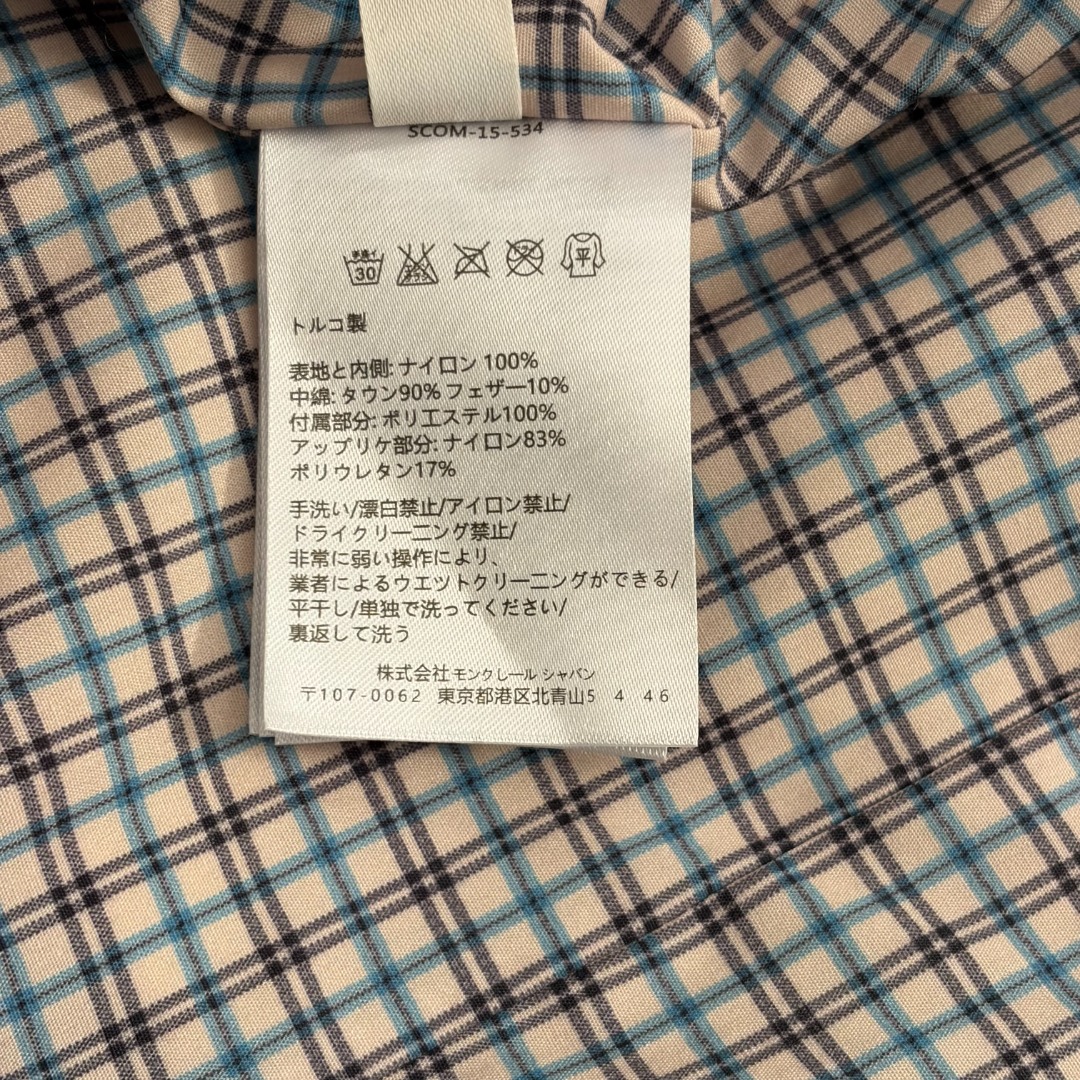 SCOM-15-534
手洗イ
30
平
トルコ製
表地と内側: ナイロン 100%
中綿: タウン90% フェザー10%
付属部分: ポリエステル100%
アップリケ部分: ナイロン83%
ポリウレタン17%
手洗い/漂白禁止/アイロン禁止/
ドライクリーニング禁止/
非常に弱い操作により、
業者によるウエツトクリーニングができる/
平干し/単独で洗ってください/
裏返して洗う
株式会社 モンクレール シャバン
〒107-0062 東京都港区北青山5 4 46